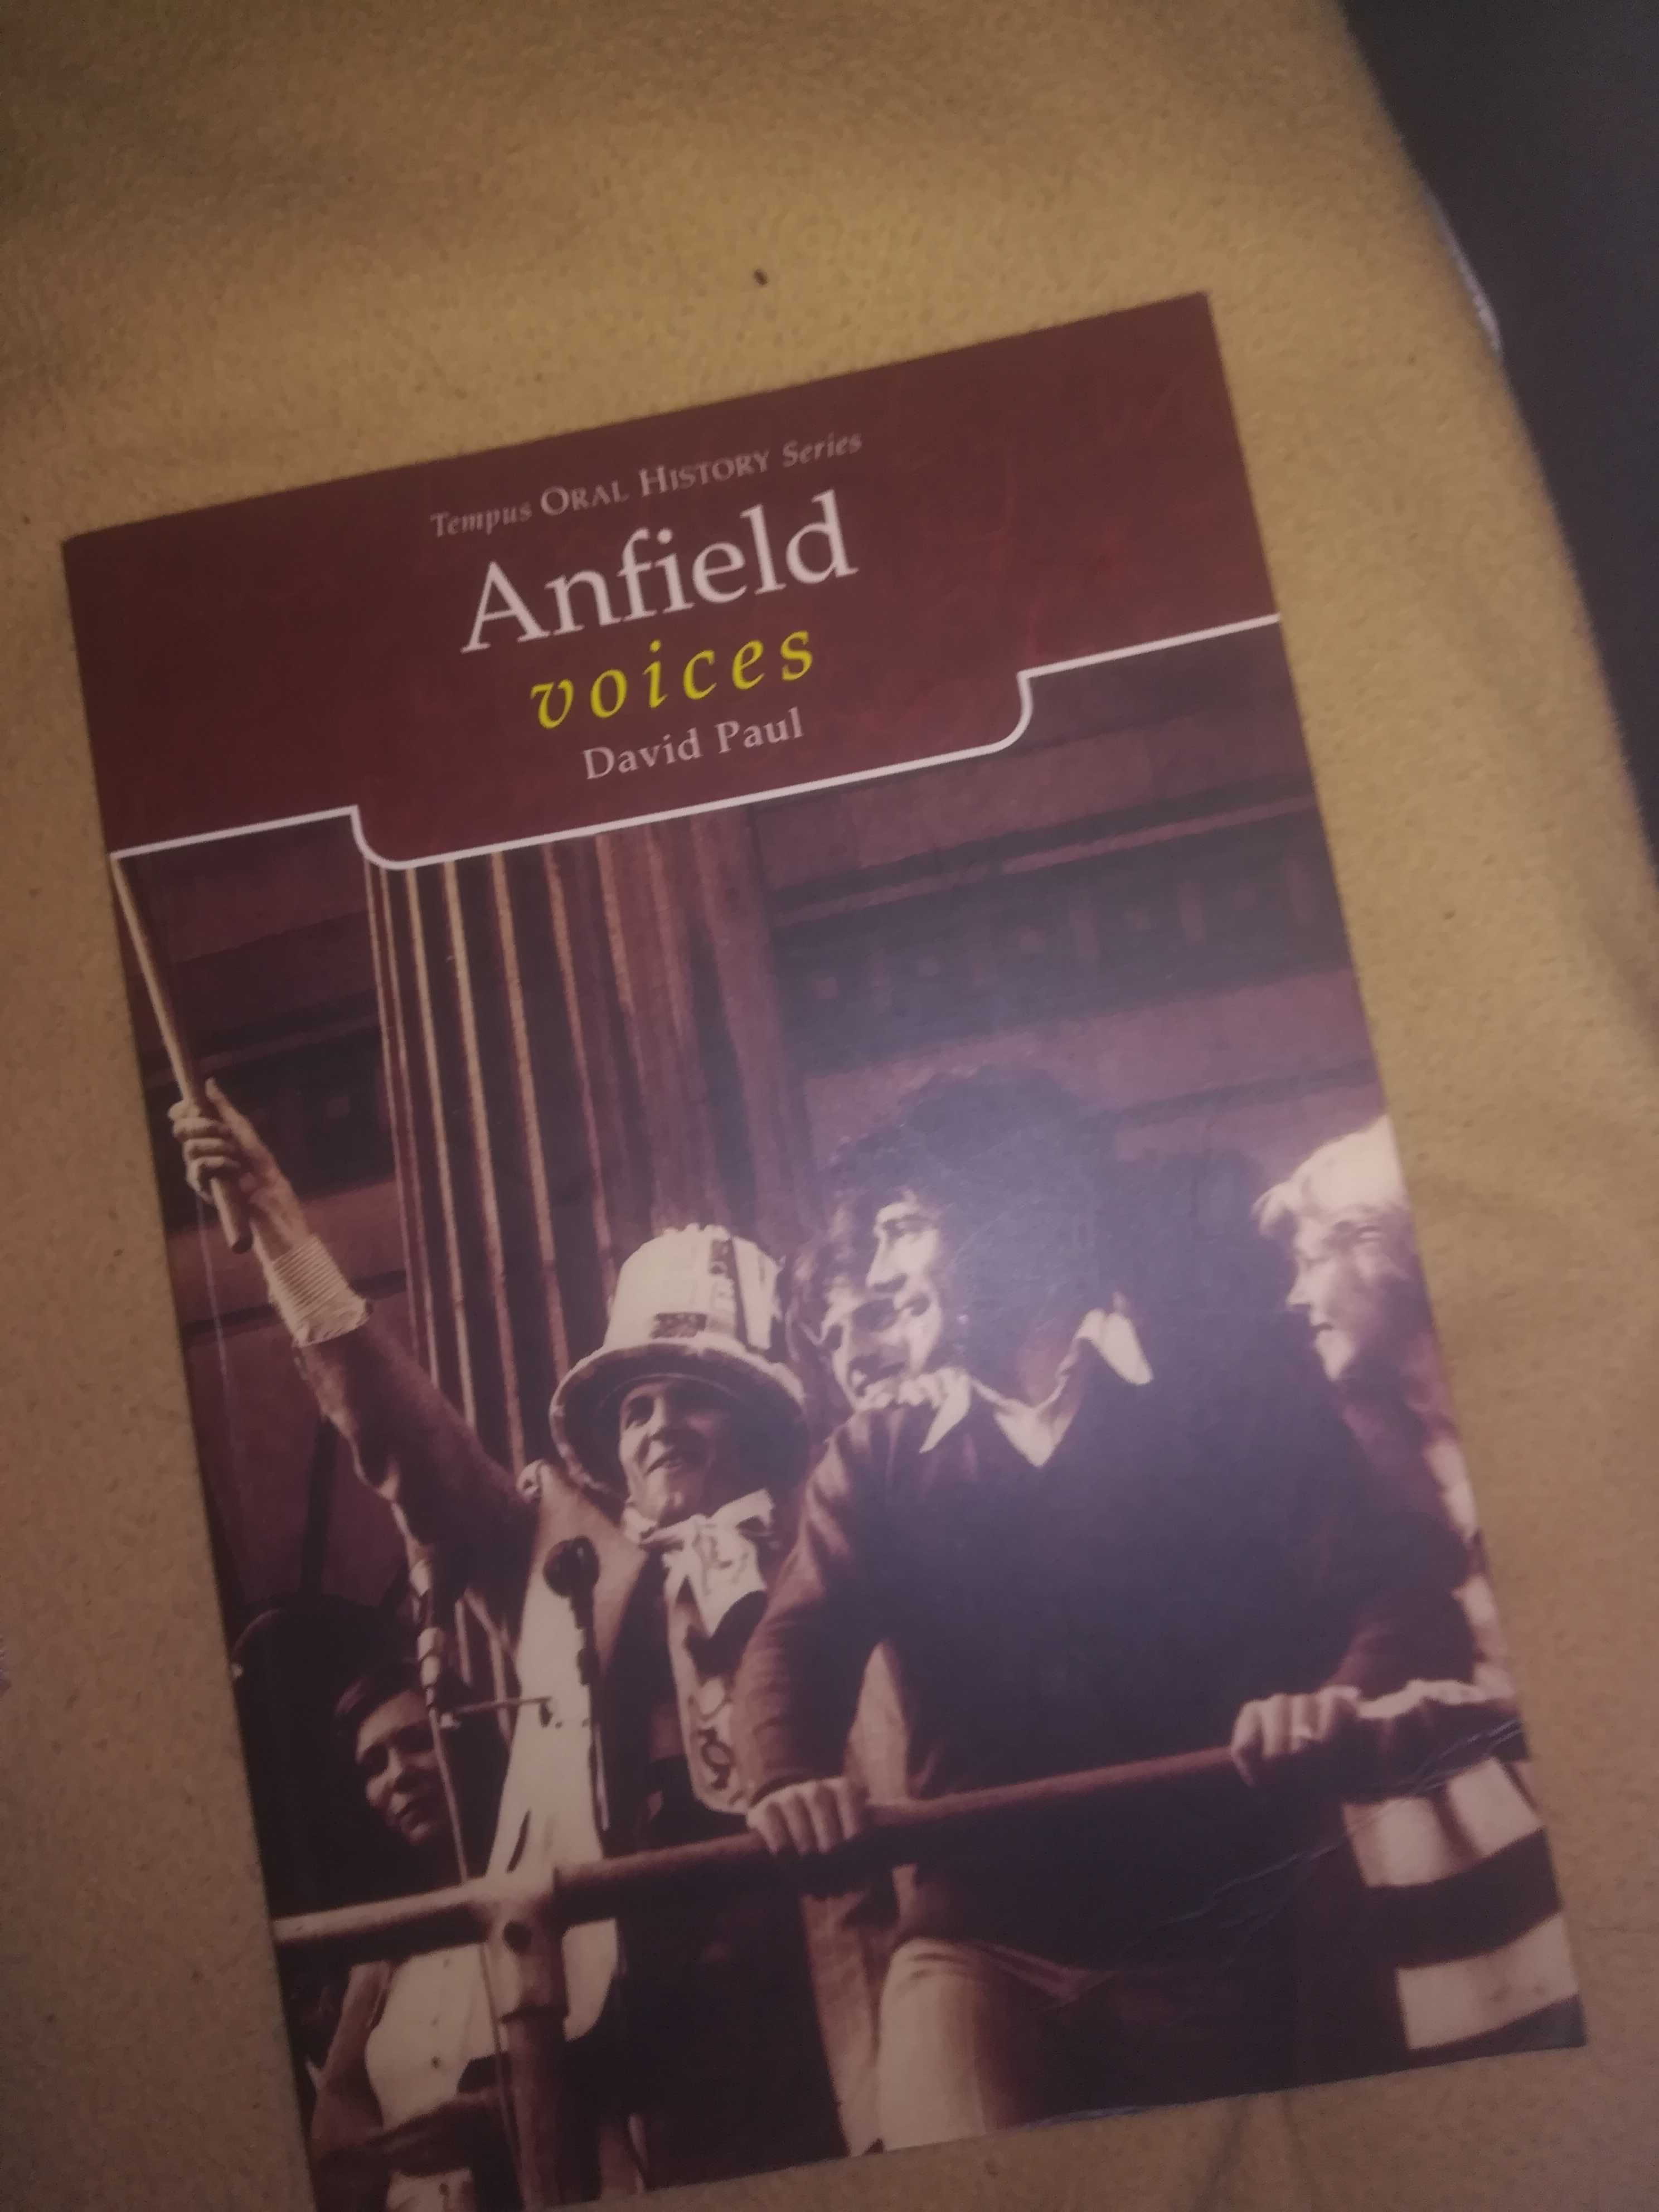 Tempus ORAL HISTORY Series
Anfield
voices
David Paul